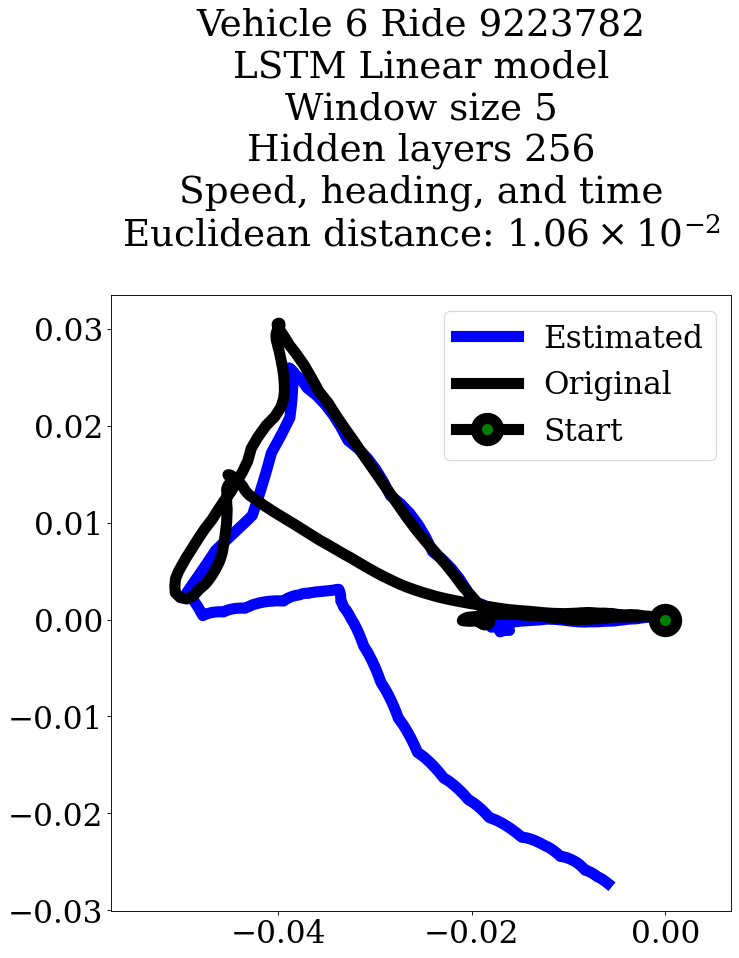 Vehicle 6 Ride 9223782
LSTM Linear model
Window size 5
Hidden layers 256
Speed, heading, and time
Euclidean distance: 1.06 × 10⁻²
Estimated
Original
Start
0.03
0.02
0.01
0.00
−0.01
−0.02
−0.03
−0.04
−0.02
0.00